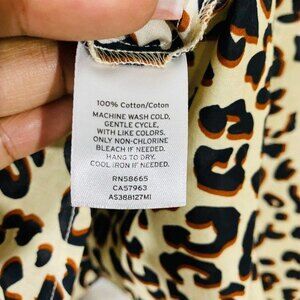 100% Cotton/Coton
MACHINE WASH COLD,
GENTLE CYCLE,
WITH LIKE COLORS.
ONLY NON-CHLORINE
BLEACH IF NEEDED.
HANG TO DRY.
COOL IRON IF NEEDED.
RN58665
CA57963
AS388127M1